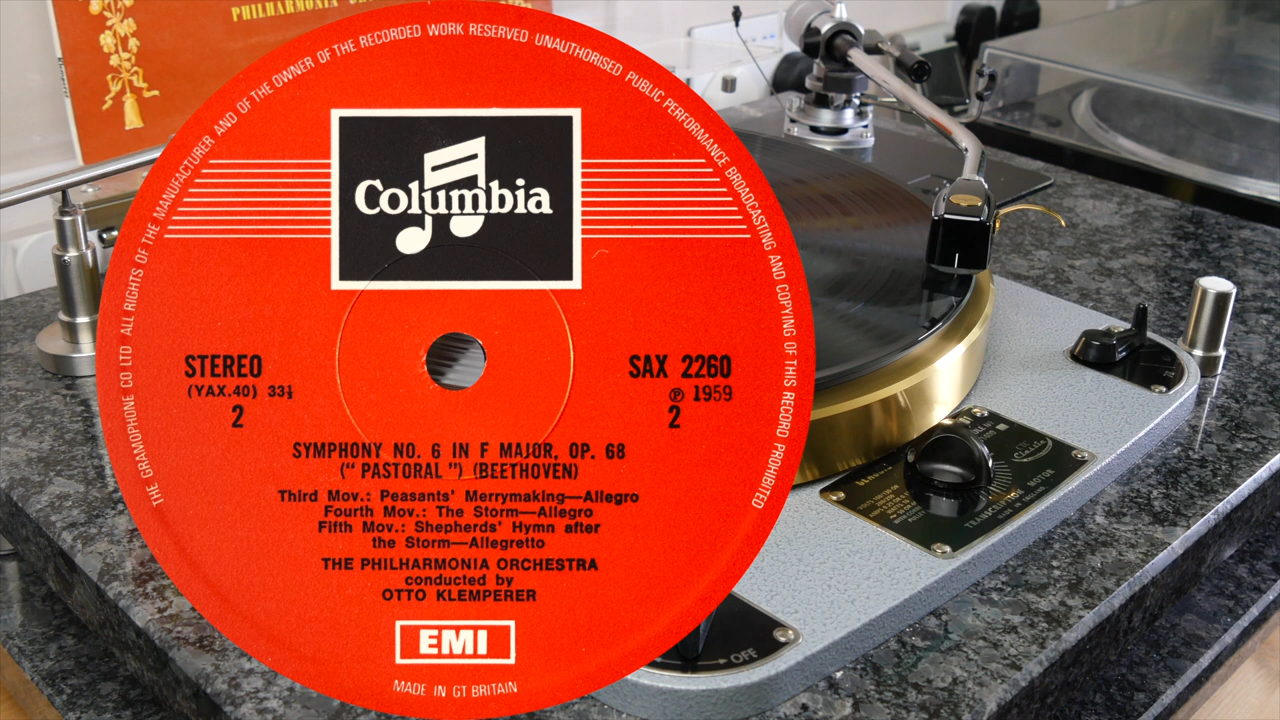 PHILHARMONIA
Klemperer
THE GRAMOPHONE CO LTD ALL RIGHTS OF THE MANUFACTURER AND OF THE OWNER OF THE RECORDED WORK RESERVED · UNAUTHORISED PUBLIC PERFORMANCE BROADCASTING AND COPYING OF THIS RECORD PROHIBITED
Columbia
STEREO
(YAX.40) 33⅓
2
SAX 2260
℗ 1959
2
SYMPHONY NO. 6 IN F MAJOR, OP. 68
(“ PASTORAL ”) (BEETHOVEN)
Third Mov.: Peasants’ Merrymaking—Allegro
Fourth Mov.: The Storm—Allegro
Fifth Mov.: Shepherds’ Hymn after
the Storm—Allegretto
THE PHILHARMONIA ORCHESTRA
conducted by
OTTO KLEMPERER
EMI
MADE IN GT BRITAIN
TRANSCRIPTION MOTOR
OFF